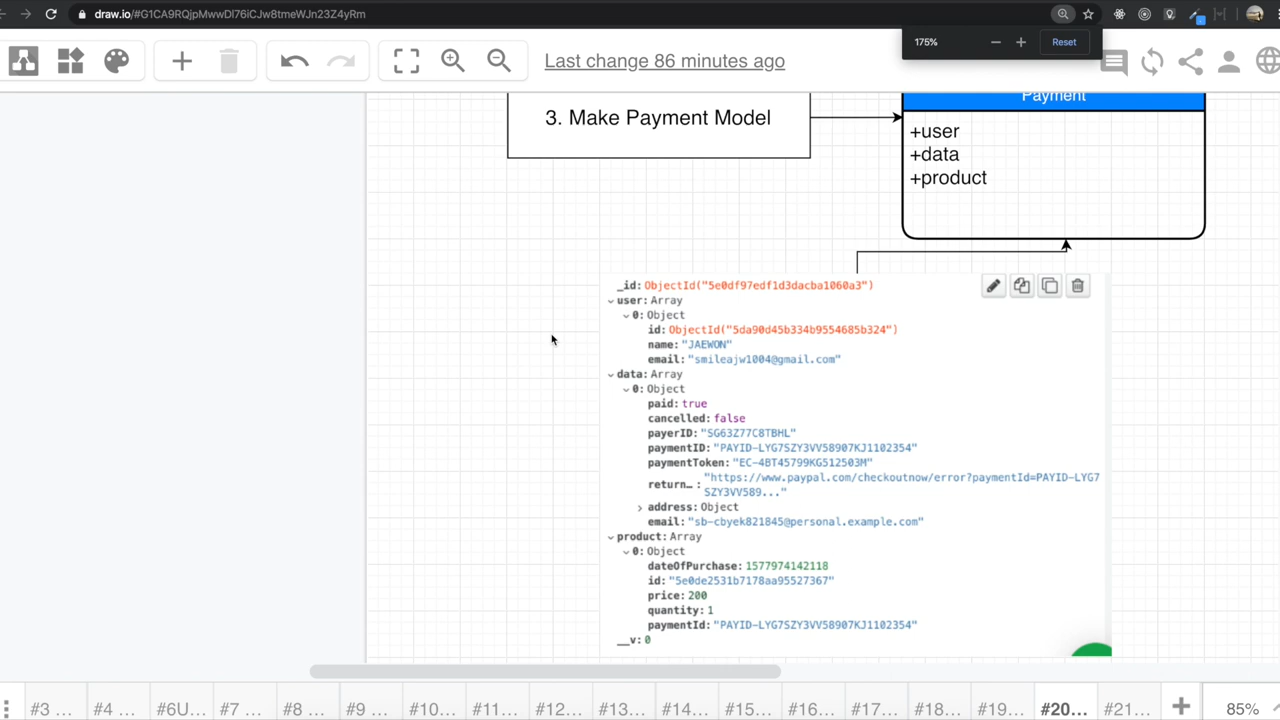 draw.io/#G1CA9RQjpMwwDl76iCJw8tmeWJn23Z4yRm
175%
Reset
Last change 86 minutes ago
Payment
3. Make Payment Model
+user
+data
+product
_id: ObjectId("5e0df97edf1d3dacba1060a3")
user: Array
0: Object
id: ObjectId("5da90d45b334b9554685b324")
name: "JAEWON"
email: "smileajw1004@gmail.com"
data: Array
0: Object
paid: true
cancelled: false
payerID: "SG63Z77C8TBHL"
paymentID: "PAYID-LYG7SZY3VV58907KJ1102354"
paymentToken: "EC-4BT45799KG512503M"
return… : "https://www.paypal.com/checkoutnow/error?paymentId=PAYID-LYG7
SZY3VV589..."
address: Object
email: "sb-cbyek821845@personal.example.com"
product: Array
0: Object
dateOfPurchase: 1577974142118
id: "5e0de2531b7178aa95527367"
price: 200
quantity: 1
paymentId: "PAYID-LYG7SZY3VV58907KJ1102354"
__v: 0
#3 ... #4 ... #6U... #7 ... #8 ... #9 ... #10... #11... #12... #13... #14... #15... #16... #17... #18... #19... #20... #21... 85%